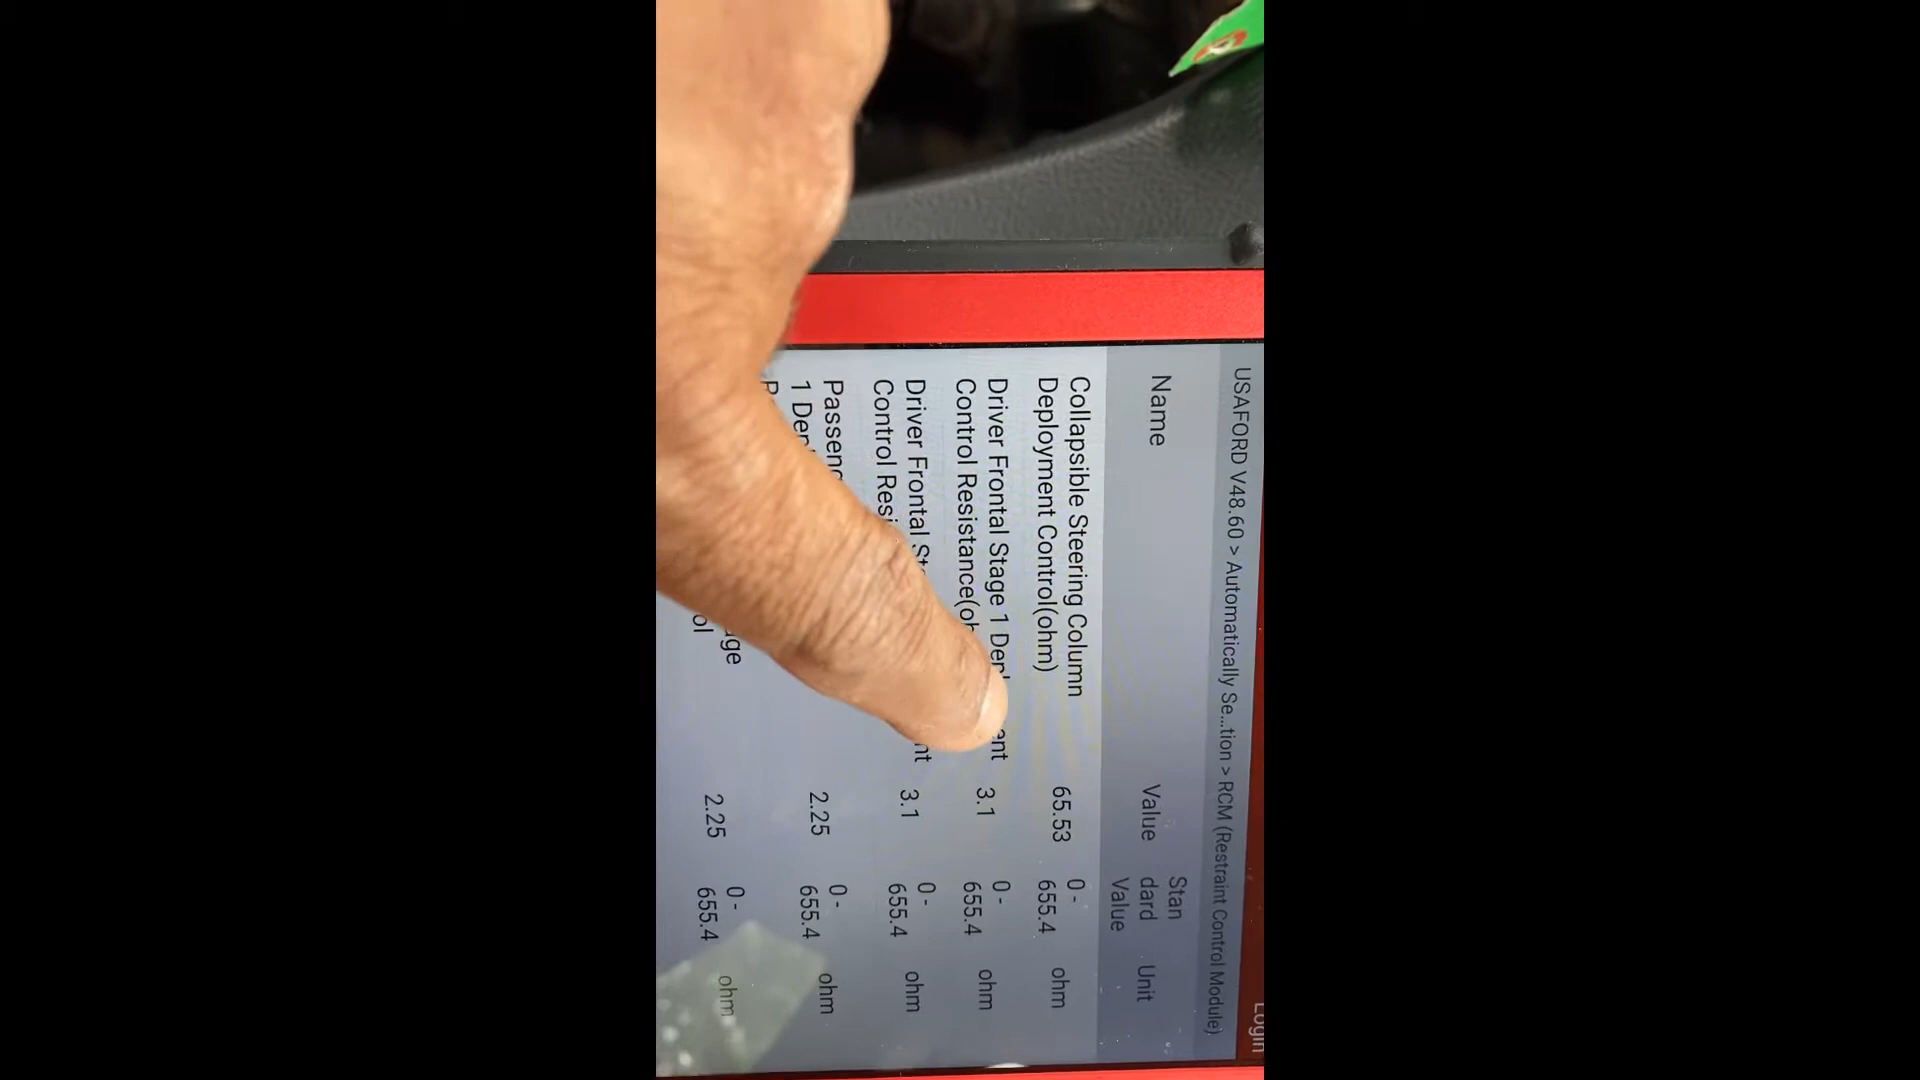 Login
USAFORD V48.60 > Automatically Se...tion > RCM (Restraint Control Module)
Name Value Stan dard Value Unit
Collapsible Steering Column
Deployment Control(ohm) 65.53 0 - 655.4 ohm
Driver Frontal Stage 1
Control Resistance 3.1 0 - 655.4 ohm
Driver Frontal
Control 3.1 0 - 655.4 ohm
1 2.25 0 - 655.4 ohm
2.25 0 - 655.4 ohm